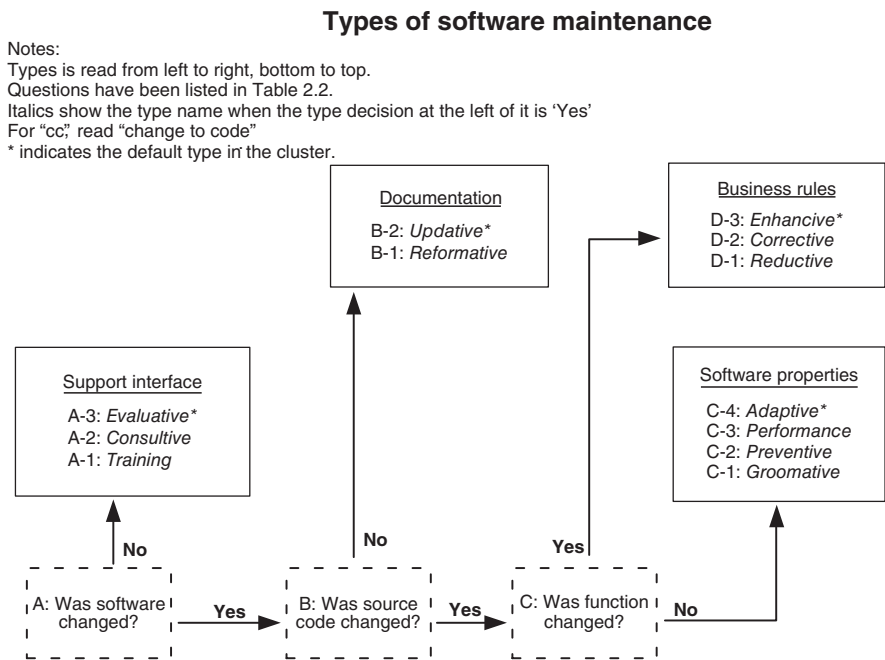 Types of software maintenance
Notes:
Types is read from left to right, bottom to top.
Questions have been listed in Table 2.2.
Italics show the type name when the type decision at the left of it is ‘Yes’
For “cc”, read “change to code”
* indicates the default type in the cluster.
Documentation
B-2: Updative*
B-1: Reformative
Business rules
D-3: Enhancive*
D-2: Corrective
D-1: Reductive
Support interface
A-3: Evaluative*
A-2: Consultive
A-1: Training
Software properties
C-4: Adaptive*
C-3: Performance
C-2: Preventive
C-1: Groomative
No
No
Yes
A: Was software
changed?
Yes
B: Was source
code changed?
Yes
C: Was function
changed?
No